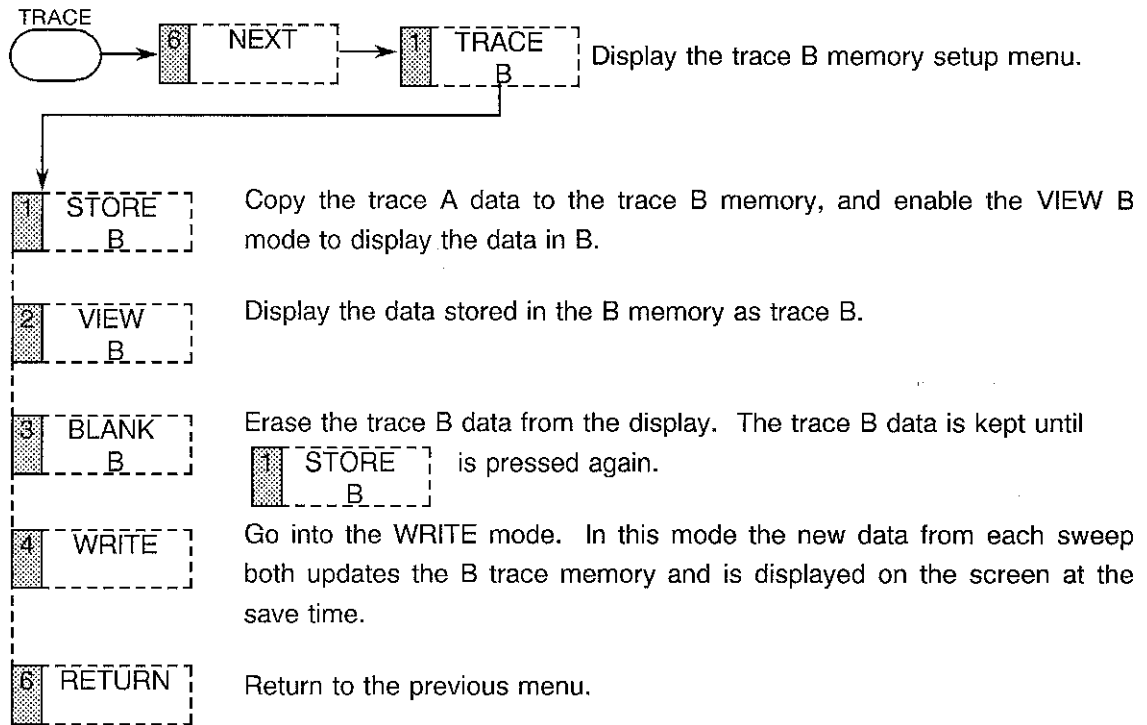 TRACE
6 NEXT
1 TRACE
B
Display the trace B memory setup menu.
1 STORE
B
Copy the trace A data to the trace B memory, and enable the VIEW B
mode to display the data in B.
2 VIEW
B
Display the data stored in the B memory as trace B.
3 BLANK
B
Erase the trace B data from the display. The trace B data is kept until
1 STORE
B
is pressed again.
4 WRITE
Go into the WRITE mode. In this mode the new data from each sweep
both updates the B trace memory and is displayed on the screen at the
save time.
6 RETURN
Return to the previous menu.